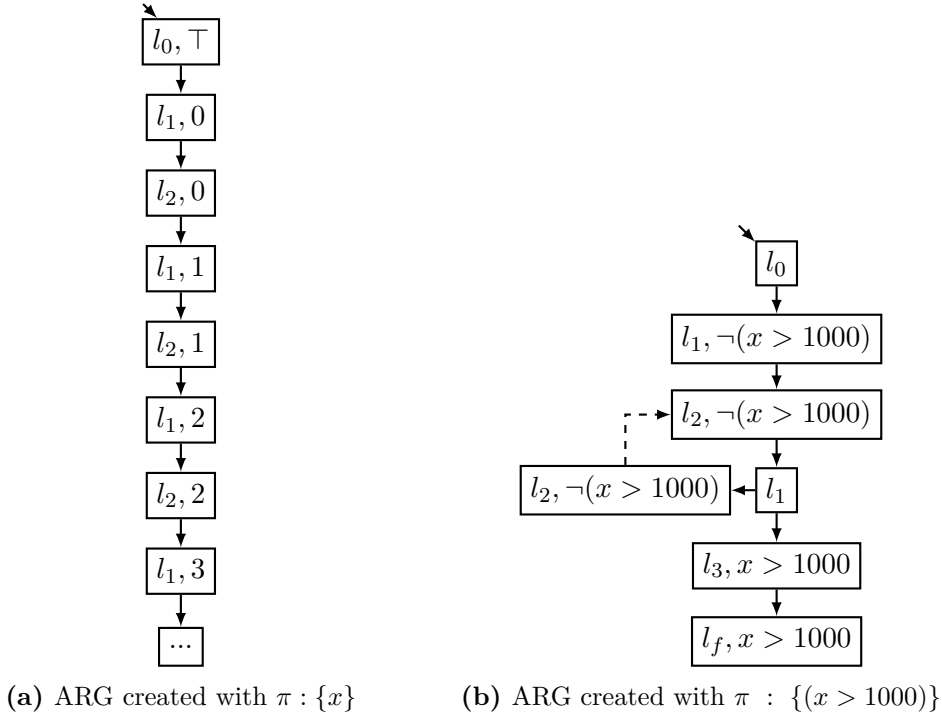 l₀, ⊤
l₁, 0
l₂, 0
l₁, 1
l₂, 1
l₁, 2
l₂, 2
l₁, 3
...
(a) ARG created with π : {x}
l₀
l₁, ¬(x > 1000)
l₂, ¬(x > 1000)
l₂, ¬(x > 1000)
l₁
l₃, x > 1000
l_f, x > 1000
(b) ARG created with π : {(x > 1000)}